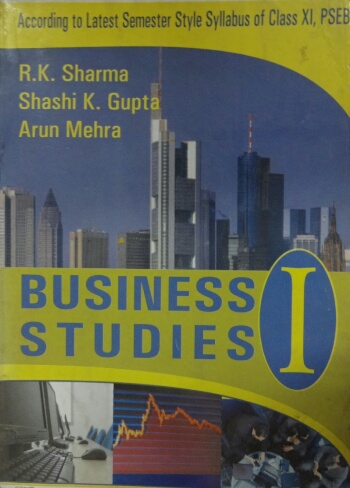 According to Latest Semester Style Syllabus of Class XI, PSEB
R.K. Sharma
Shashi K. Gupta
Arun Mehra
BUSINESS
STUDIES
I